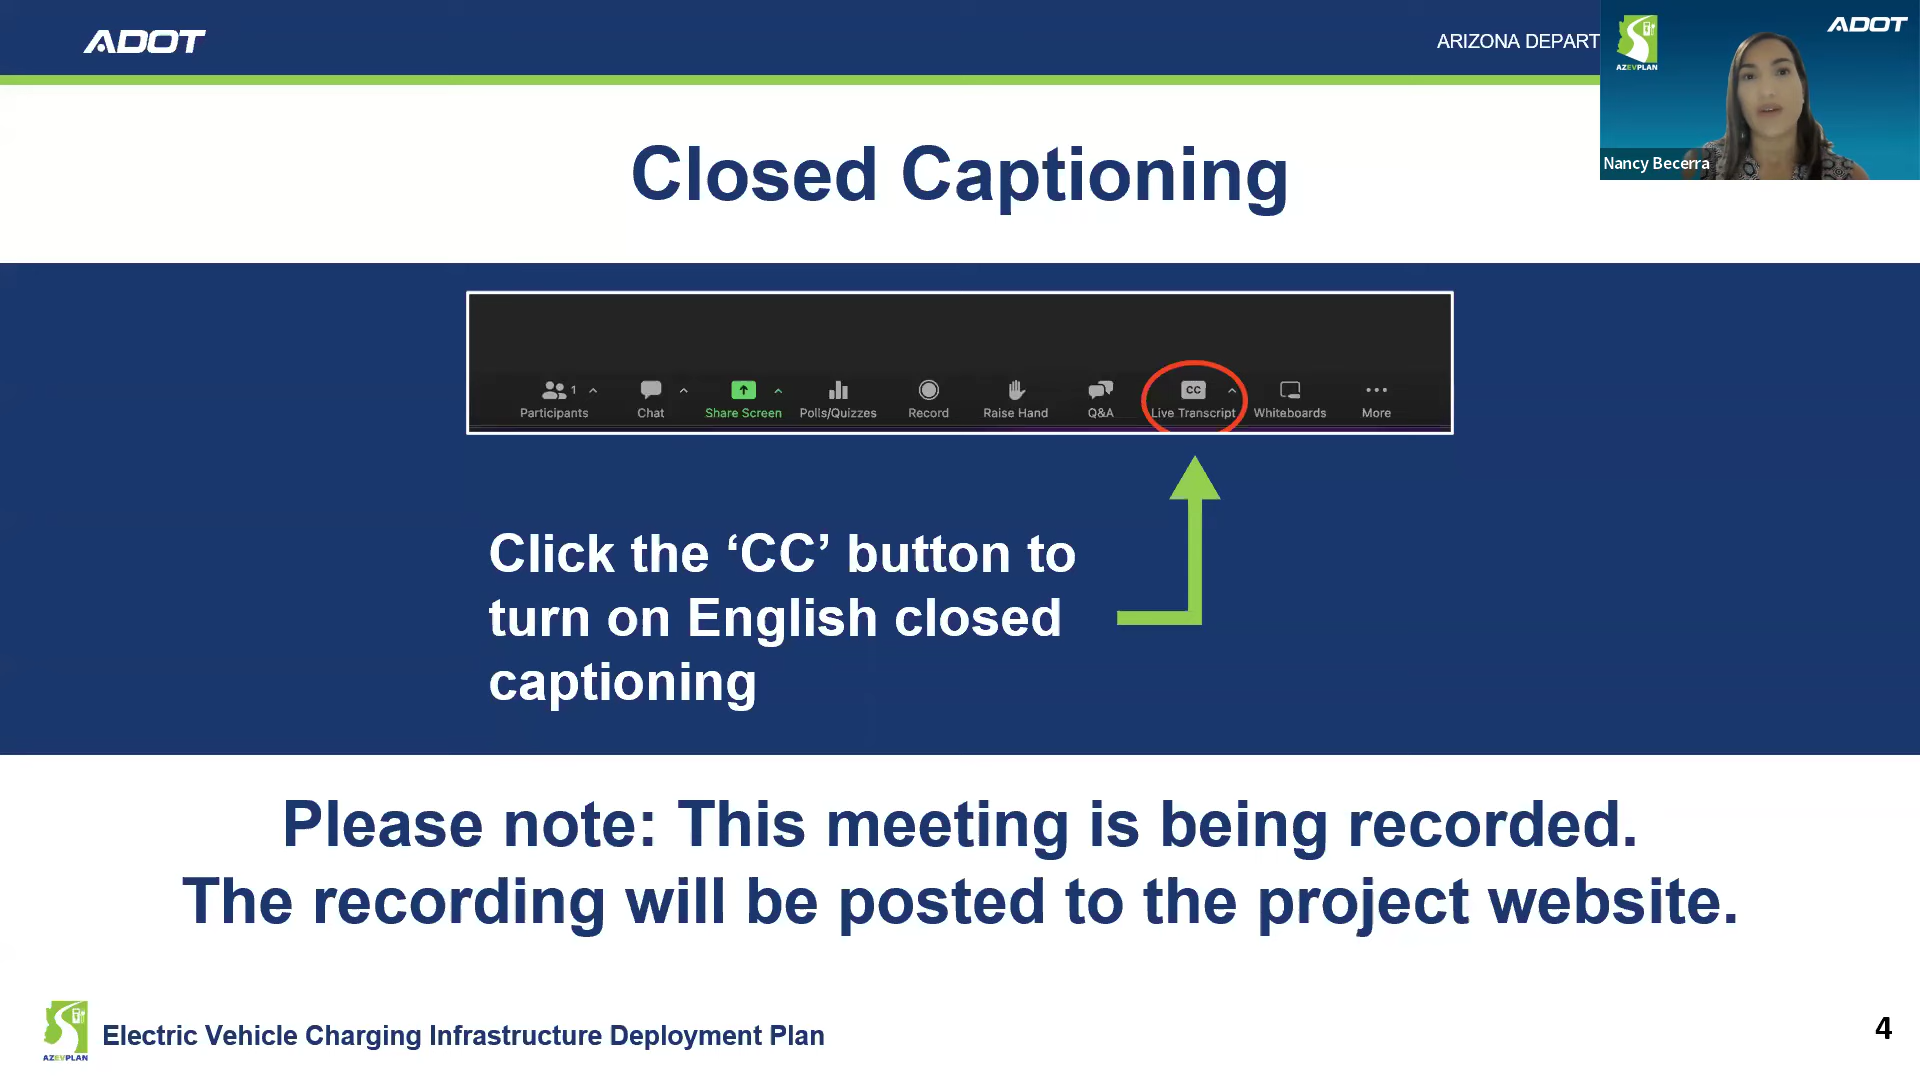 ADOT
ARIZONA DEPART
ADOT
AZEVPLAN
Nancy Becerra
Closed Captioning
1
Participants
Chat
Share Screen
Polls/Quizzes
Record
Raise Hand
Q&A
CC
Live Transcript
Whiteboards
More
Click the ‘CC’ button to
turn on English closed
captioning
Please note: This meeting is being recorded.
The recording will be posted to the project website.
AZEVPLAN
Electric Vehicle Charging Infrastructure Deployment Plan
4